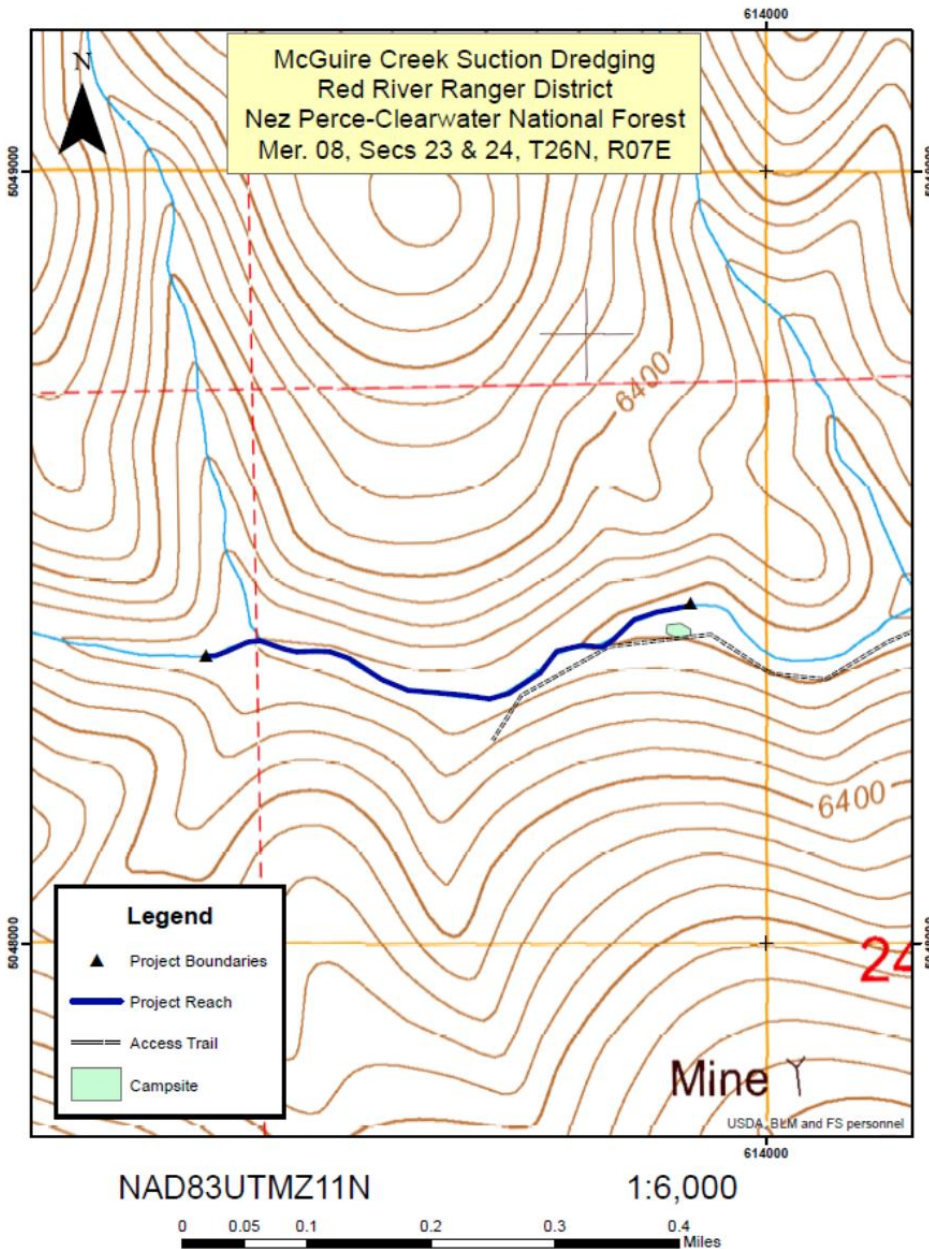 614000
N
McGuire Creek Suction Dredging
Red River Ranger District
Nez Perce-Clearwater National Forest
Mer. 08, Secs 23 & 24, T26N, R07E
5049000
6400
6400
Legend
Project Boundaries
Project Reach
Access Trail
Campsite
5048000
24
Mine
USDA, BLM and FS personnel
614000
NAD83UTMZ11N 1:6,000
0 0.05 0.1 0.2 0.3 0.4
Miles